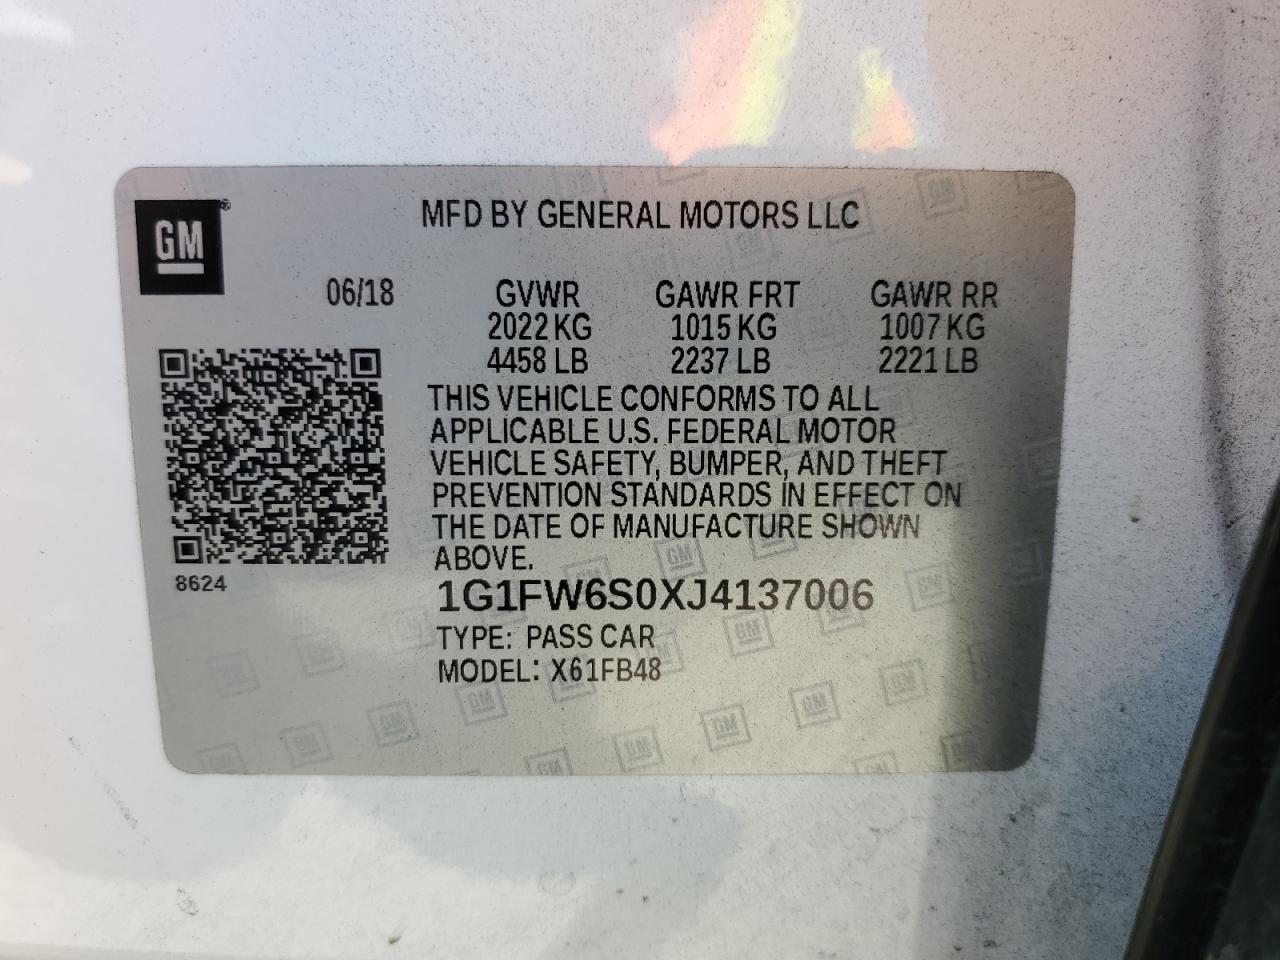 MFD BY GENERAL MOTORS LLC
GM®
06/18 GVWR GAWR FRT GAWR RR
2022 KG 1015 KG 1007 KG
4458 LB 2237 LB 2221 LB
THIS VEHICLE CONFORMS TO ALL
APPLICABLE U.S. FEDERAL MOTOR
VEHICLE SAFETY, BUMPER, AND THEFT
PREVENTION STANDARDS IN EFFECT ON
THE DATE OF MANUFACTURE SHOWN
ABOVE.
8624
1G1FW6S0XJ4137006
TYPE: PASS CAR
MODEL: X61FB48